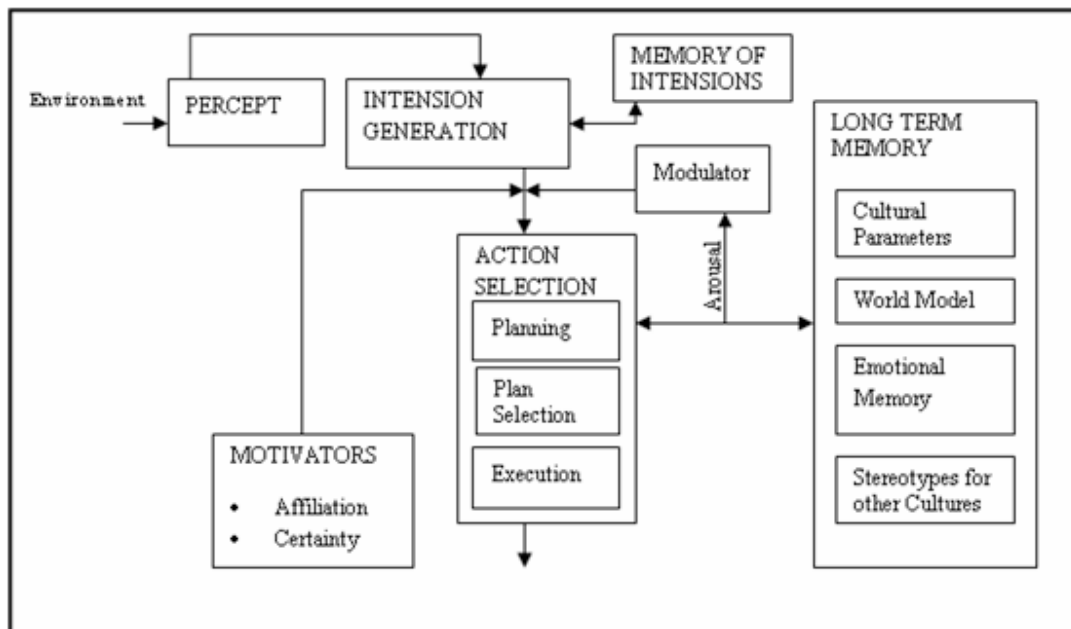 Environment
PERCEPT
INTENSION
GENERATION
MEMORY OF
INTENSIONS
Modulator
Arousal
ACTION
SELECTION
Planning
Plan
Selection
Execution
MOTIVATORS
• Affiliation
• Certainty
LONG TERM
MEMORY
Cultural
Parameters
World Model
Emotional
Memory
Stereotypes for
other Cultures